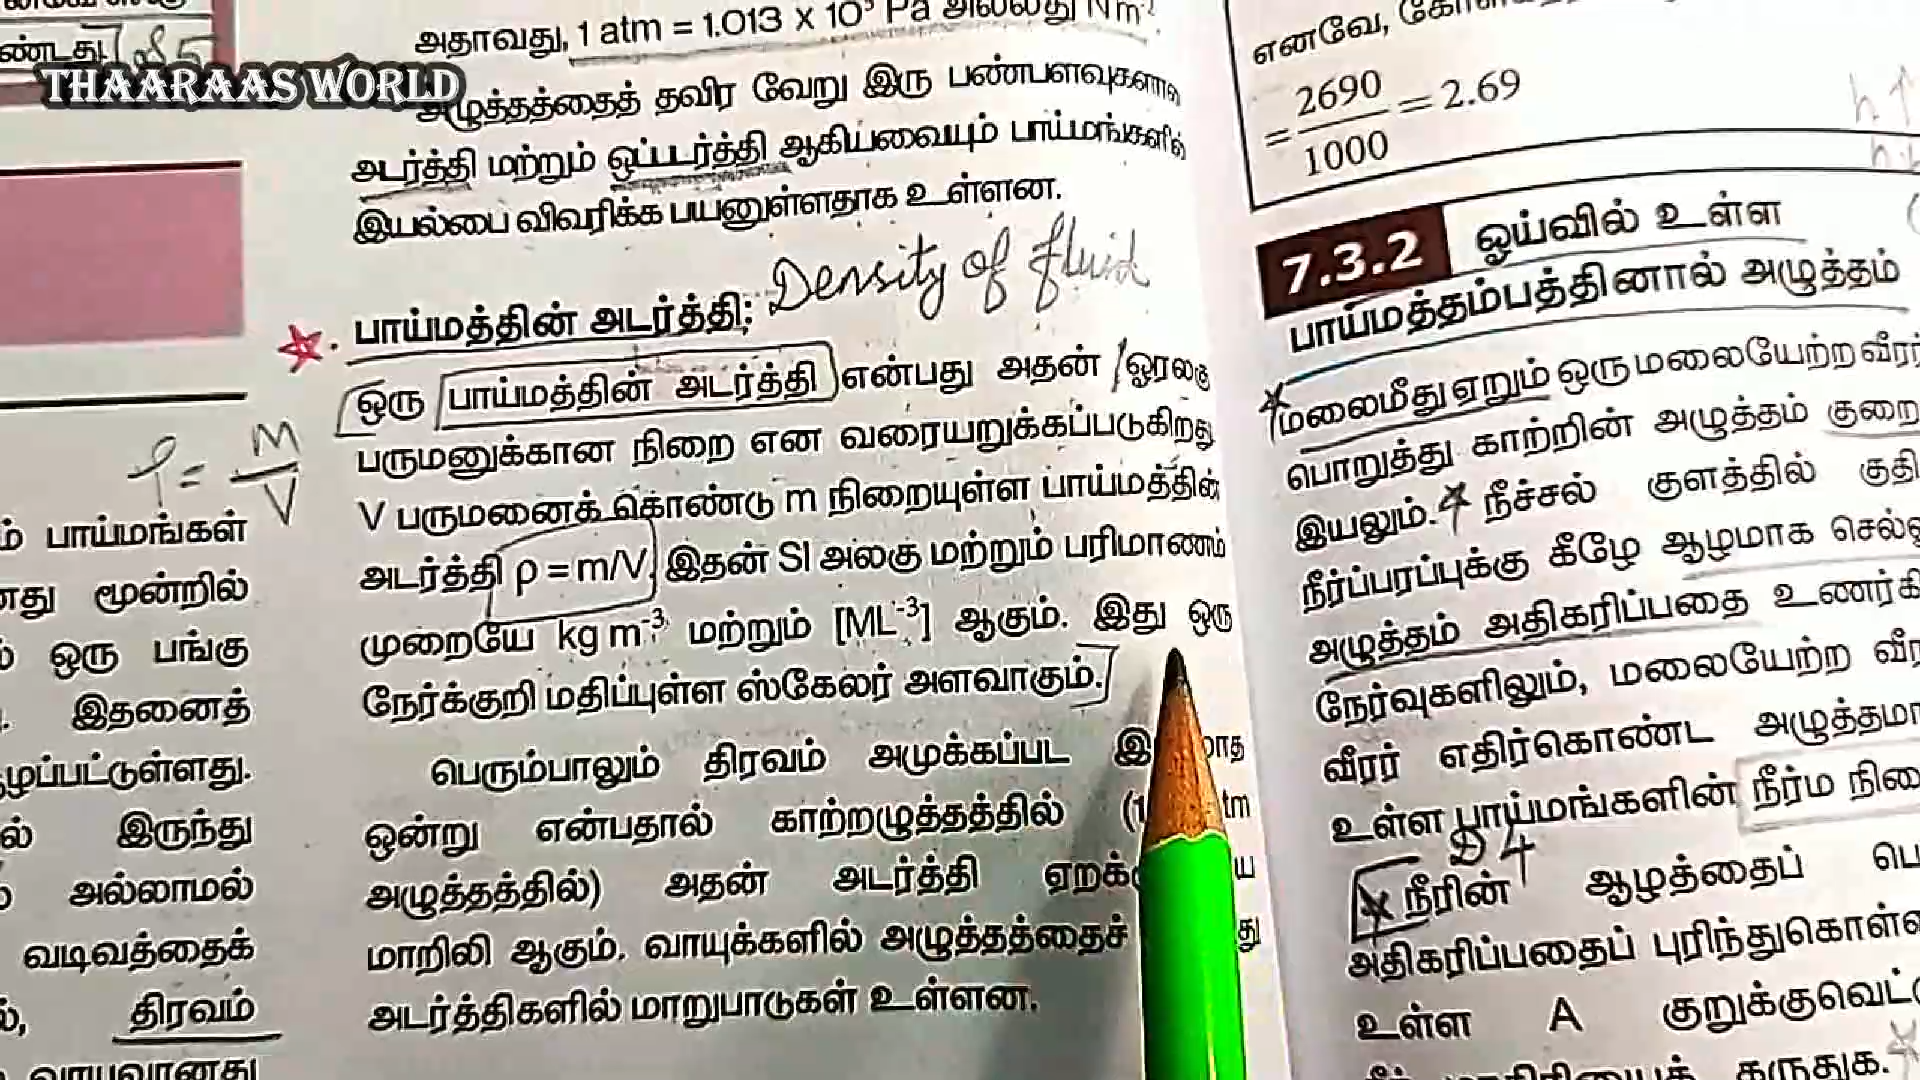 THAARAAS WORLD
ண்டது.
அதாவது, 1 atm = 1.013 X 10⁵ Pa அல்லது Nm⁻²
அழுத்தத்தைத் தவிர வேறு இரு பண்பளவுகளான
அடர்த்தி மற்றும் ஒப்படர்த்தி ஆகியவையும் பாய்மங்களின்
இயல்பை விவரிக்க பயனுள்ளதாக உள்ளன.
Density of fluid
பாய்மத்தின் அடர்த்தி:
ஒரு பாய்மத்தின் அடர்த்தி என்பது அதன் ஓரலகு
பருமனுக்கான நிறை என வரையறுக்கப்படுகிறது
V பருமனைக் கொண்டு m நிறையுள்ள பாய்மத்தின்
அடர்த்தி ρ = m/V. இதன் SI அலகு மற்றும் பரிமாணம்
முறையே kg m⁻³ மற்றும் [ML⁻³] ஆகும். இது ஒரு
நேர்க்குறி மதிப்புள்ள ஸ்கேலர் அளவாகும்.
பெரும்பாலும் திரவம் அமுக்கப்பட
ஒன்று என்பதால் காற்றழுத்தத்தில்
அழுத்தத்தில்) அதன் அடர்த்தி
மாறிலி ஆகும். வாயுக்களில் அழுத்தத்தைச்
அடர்த்திகளில் மாறுபாடுகள் உள்ளன.
ρ = m/V
ம் பாய்மங்கள்
னது மூன்றில்
ஒரு பங்கு
இதனைத்
ழப்பட்டுள்ளது.
ல் இருந்து
அல்லாமல்
வடிவத்தைக்
திரவம்
வாயுவானது
எனவே,
= 2690/1000 = 2.69
7.3.2 ஓய்வில் உள்ள
பாய்மத்தம்பத்தினால் அழுத்தம்
மலைமீது ஏறும் ஒரு மலையேற்ற வீரர்
பொறுத்து காற்றின் அழுத்தம் குறை
இயலும். நீச்சல் குளத்தில் குதி
நீர்ப்பரப்புக்கு கீழே ஆழமாக செல்
அழுத்தம் அதிகரிப்பதை உணர்கி
நேர்வுகளிலும், மலையேற்ற வீர
வீரர் எதிர்கொண்ட அழுத்தமா
உள்ள பாய்மங்களின் நீர்ம நிலை
நீரின் ஆழத்தைப் பொ
அதிகரிப்பதைப் புரிந்துகொள்ள
உள்ள A குறுக்குவெட்டு
நீர் மாதிரியைக் கருதுக.